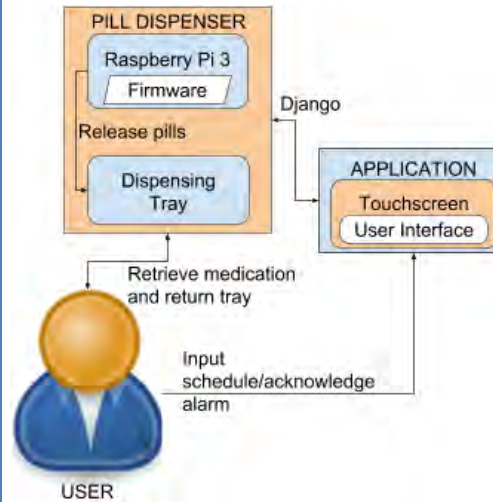 PILL DISPENSER
Raspberry Pi 3
Firmware
Django
Release pills
Dispensing
Tray
APPLICATION
Touchscreen
User Interface
Retrieve medication
and return tray
Input
schedule/acknowledge
alarm
USER